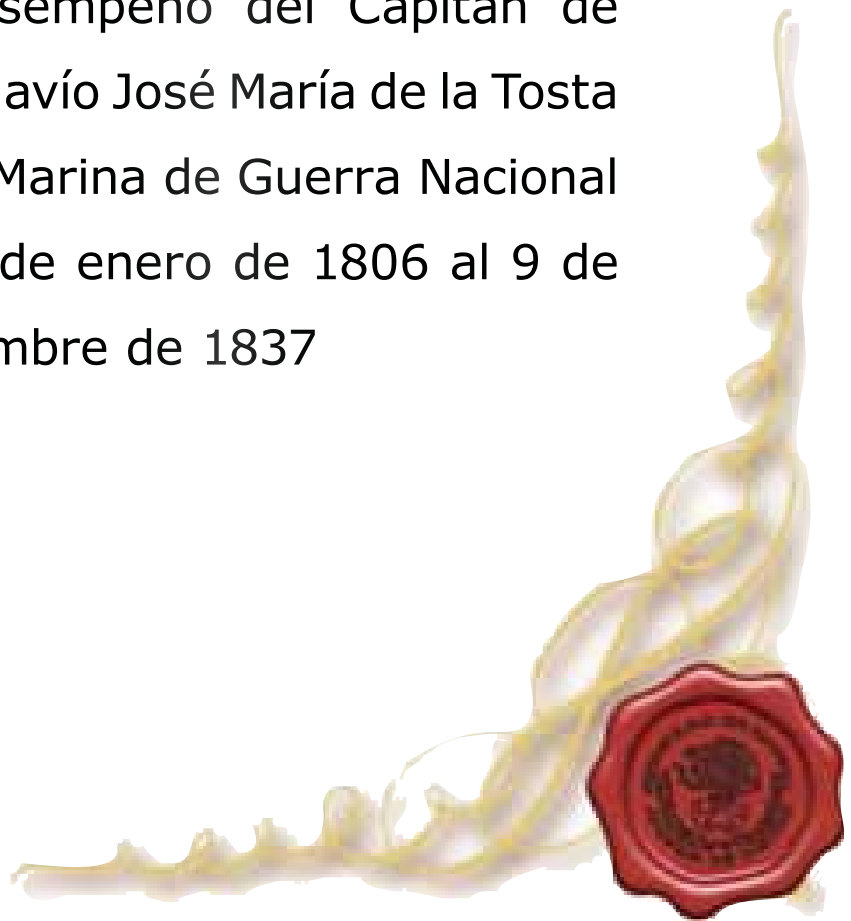 sempeño del Capitán de
avío José María de la Tosta
Marina de Guerra Nacional
de enero de 1806 al 9 de
mbre de 1837